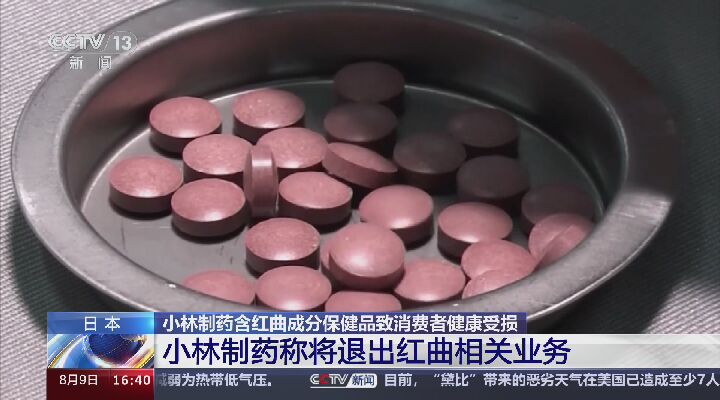 CCTV 13
新闻
日本
小林制药含红曲成分保健品致消费者健康受损
小林制药称将退出红曲相关业务
8月9日 16:40 减弱为热带低气压。 CCTV 新闻 目前，“黛比”带来的恶劣天气在美国已造成至少7人